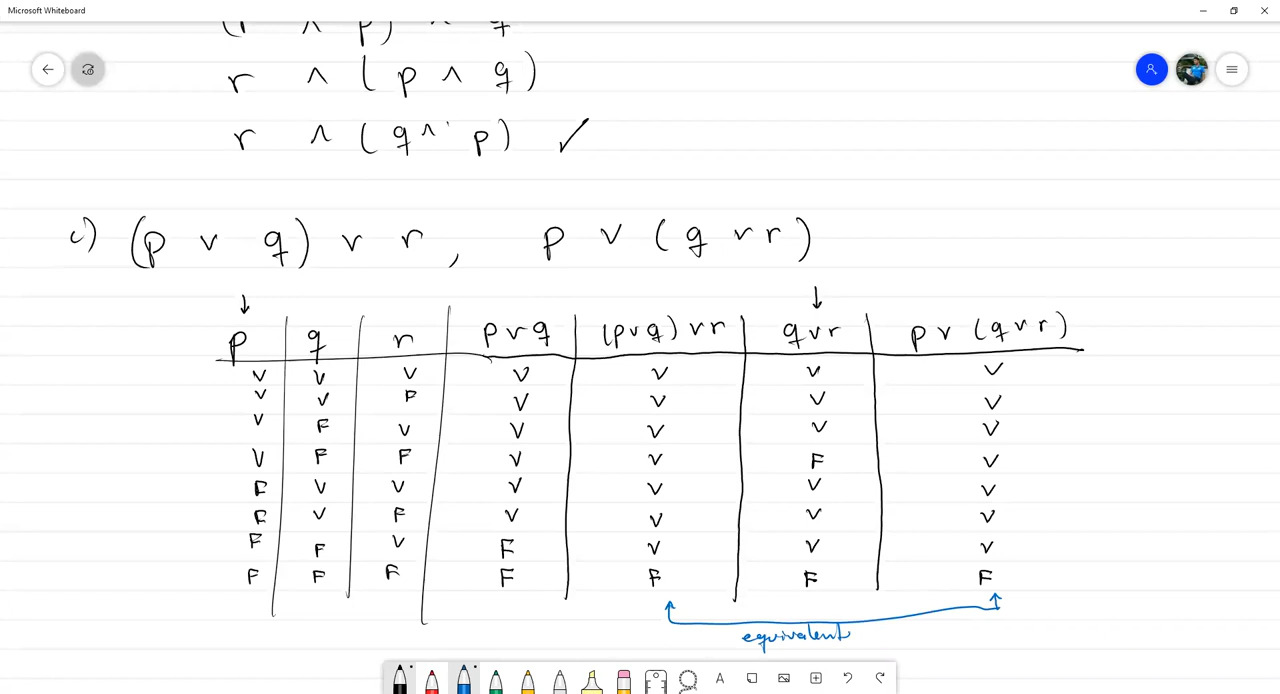 Microsoft Whiteboard
(r ∧ p) ∧ q
r ∧ (p ∧ q)
r ∧ (q ∧ p) ✓
c) (p v q) v r, p v (q v r)
p q r p v q (p v q) v r q v r p v (q v r)
V V V V V V V
V V F V V V V
V F V V V V V
V F F V V F V
F V V V V V V
F V F V V V V
F F V F V V V
F F F F F F F
equivalent
A